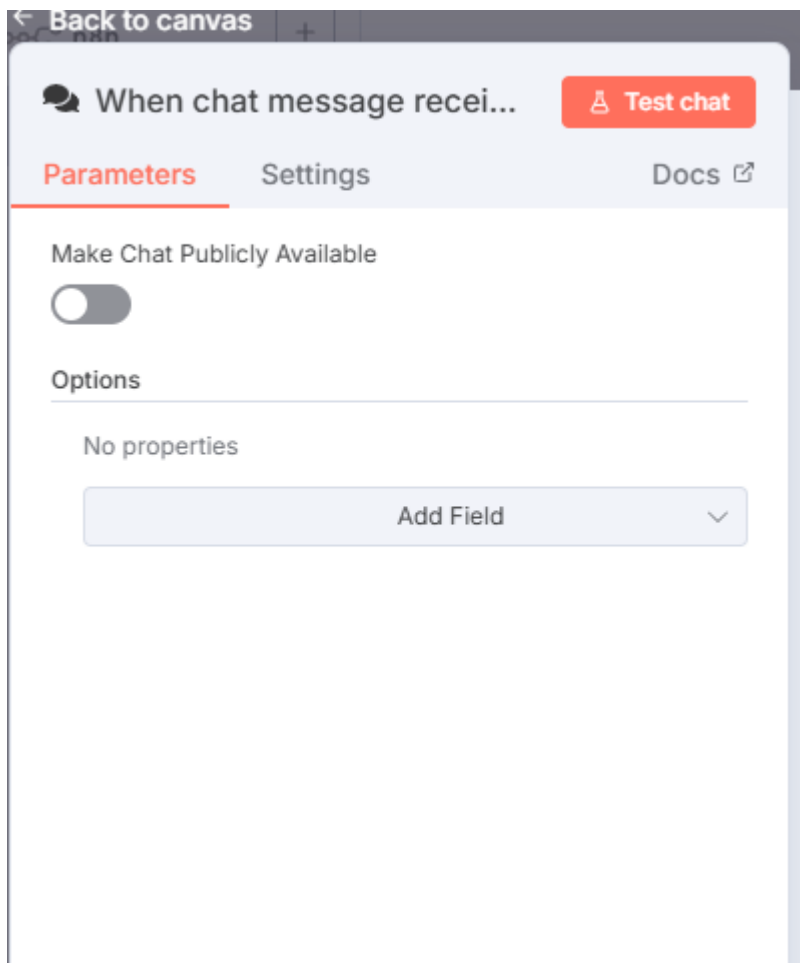 Back to canvas
n8n
+
When chat message recei...
Test chat
Parameters
Settings
Docs
Make Chat Publicly Available
Options
No properties
Add Field